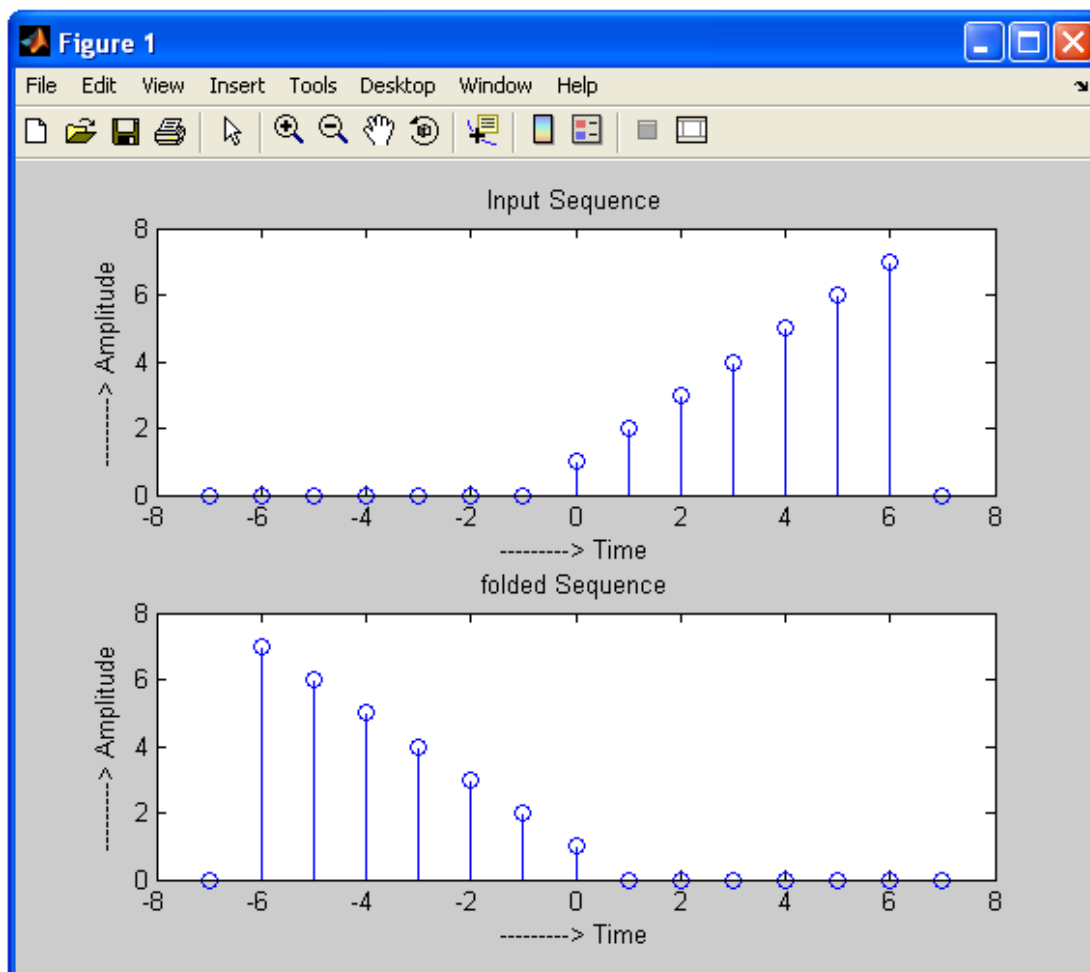 Figure 1
File Edit View Insert Tools Desktop Window Help
Input Sequence
8
6
4
2
0
---------> Amplitude
-8 -6 -4 -2 0 2 4 6 8
---------> Time
folded Sequence
8
6
4
2
0
---------> Amplitude
-8 -6 -4 -2 0 2 4 6 8
---------> Time